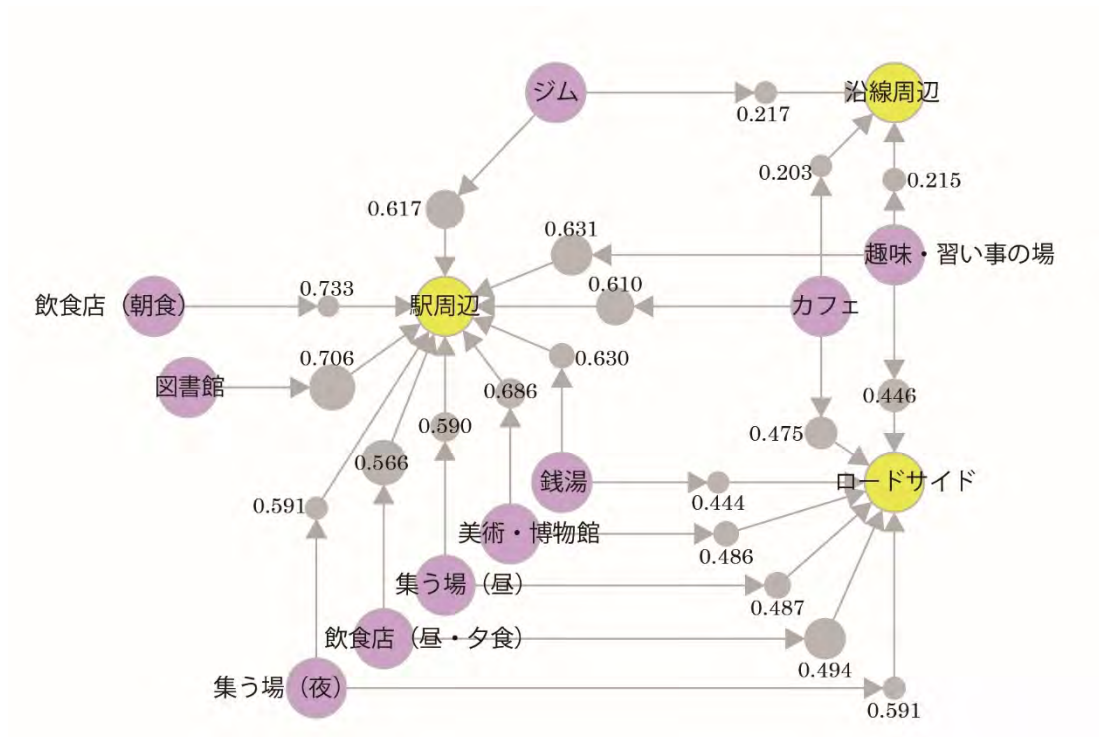 ジム
沿線周辺
0.217
0.203
0.215
0.617
0.631
趣味・習い事の場
0.610
0.733
飲食店（朝食）
駅周辺
カフェ
0.706
0.630
図書館
0.686
0.446
0.590
0.475
0.566
銭湯
ロードサイド
0.591
0.444
美術・博物館
0.486
集う場（昼）
0.487
飲食店（昼・夕食）
0.494
集う場（夜）
0.591